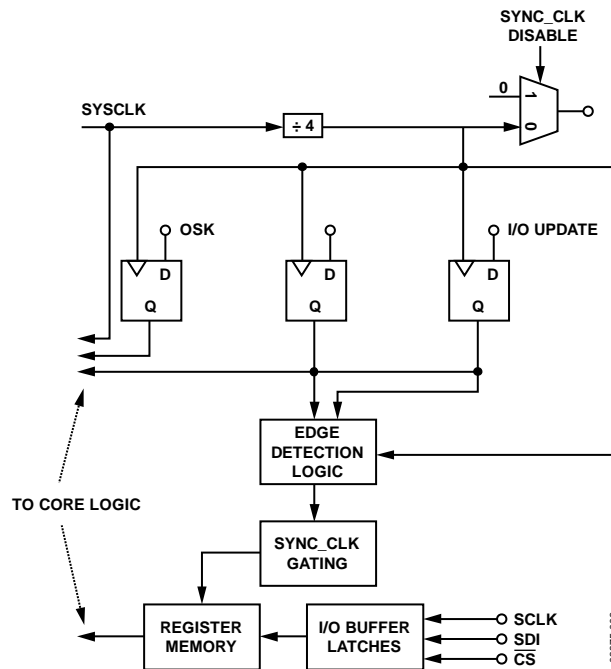 SYNC_CLK
DISABLE
0
1
SYSCLK
÷ 4
0
OSK
I/O UPDATE
D
D
D
Q
Q
Q
EDGE
DETECTION
LOGIC
TO CORE LOGIC
SYNC_CLK
GATING
REGISTER
MEMORY
I/O BUFFER
LATCHES
SCLK
SDI
C̅S̅